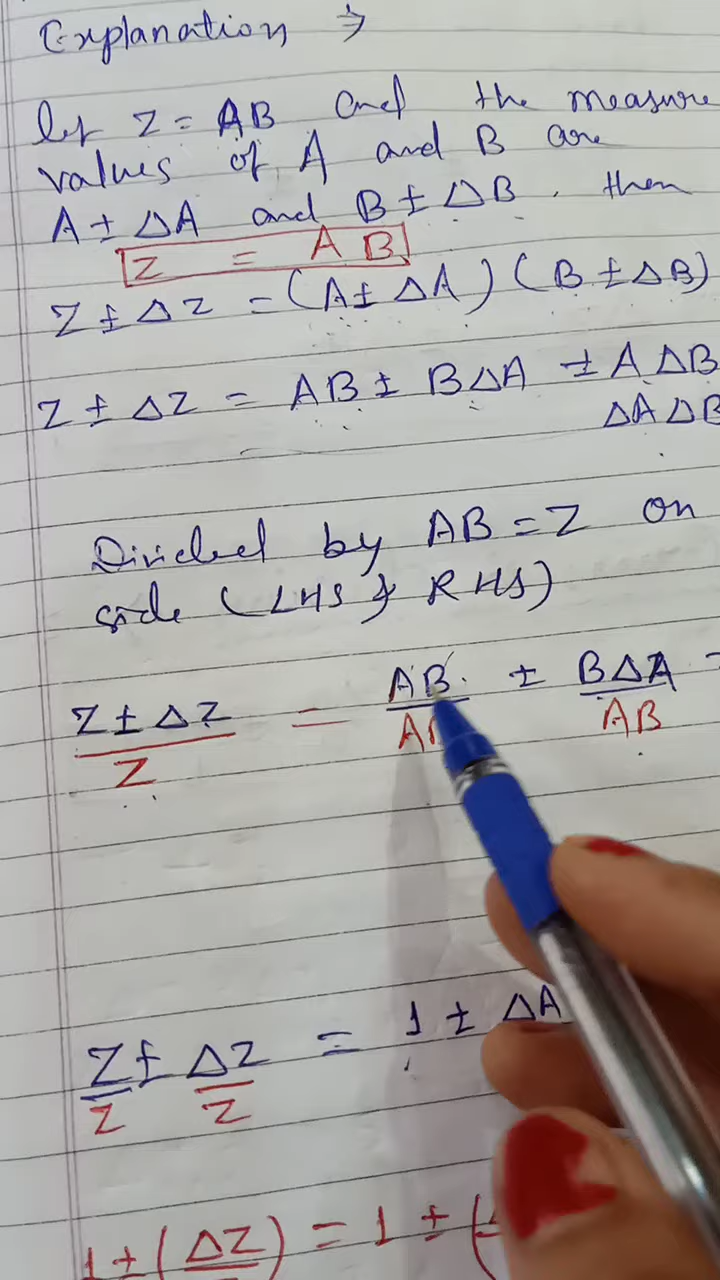 Explanation ⇒
let Z = AB and the measure
values of A and B are
A ± ΔA and B ± ΔB . then
Z = AB
Z ± ΔZ = (A ± ΔA) (B ± ΔB)
Z ± ΔZ = AB ± BΔA ± AΔB
ΔAΔB
Divided by AB = Z on
side (LHS & RHS)
(Z ± ΔZ)/Z = AB/AB ± BΔA/AB
Z/Z ± ΔZ/Z = 1 ± ΔA
1 ± (ΔZ) = 1 ± (